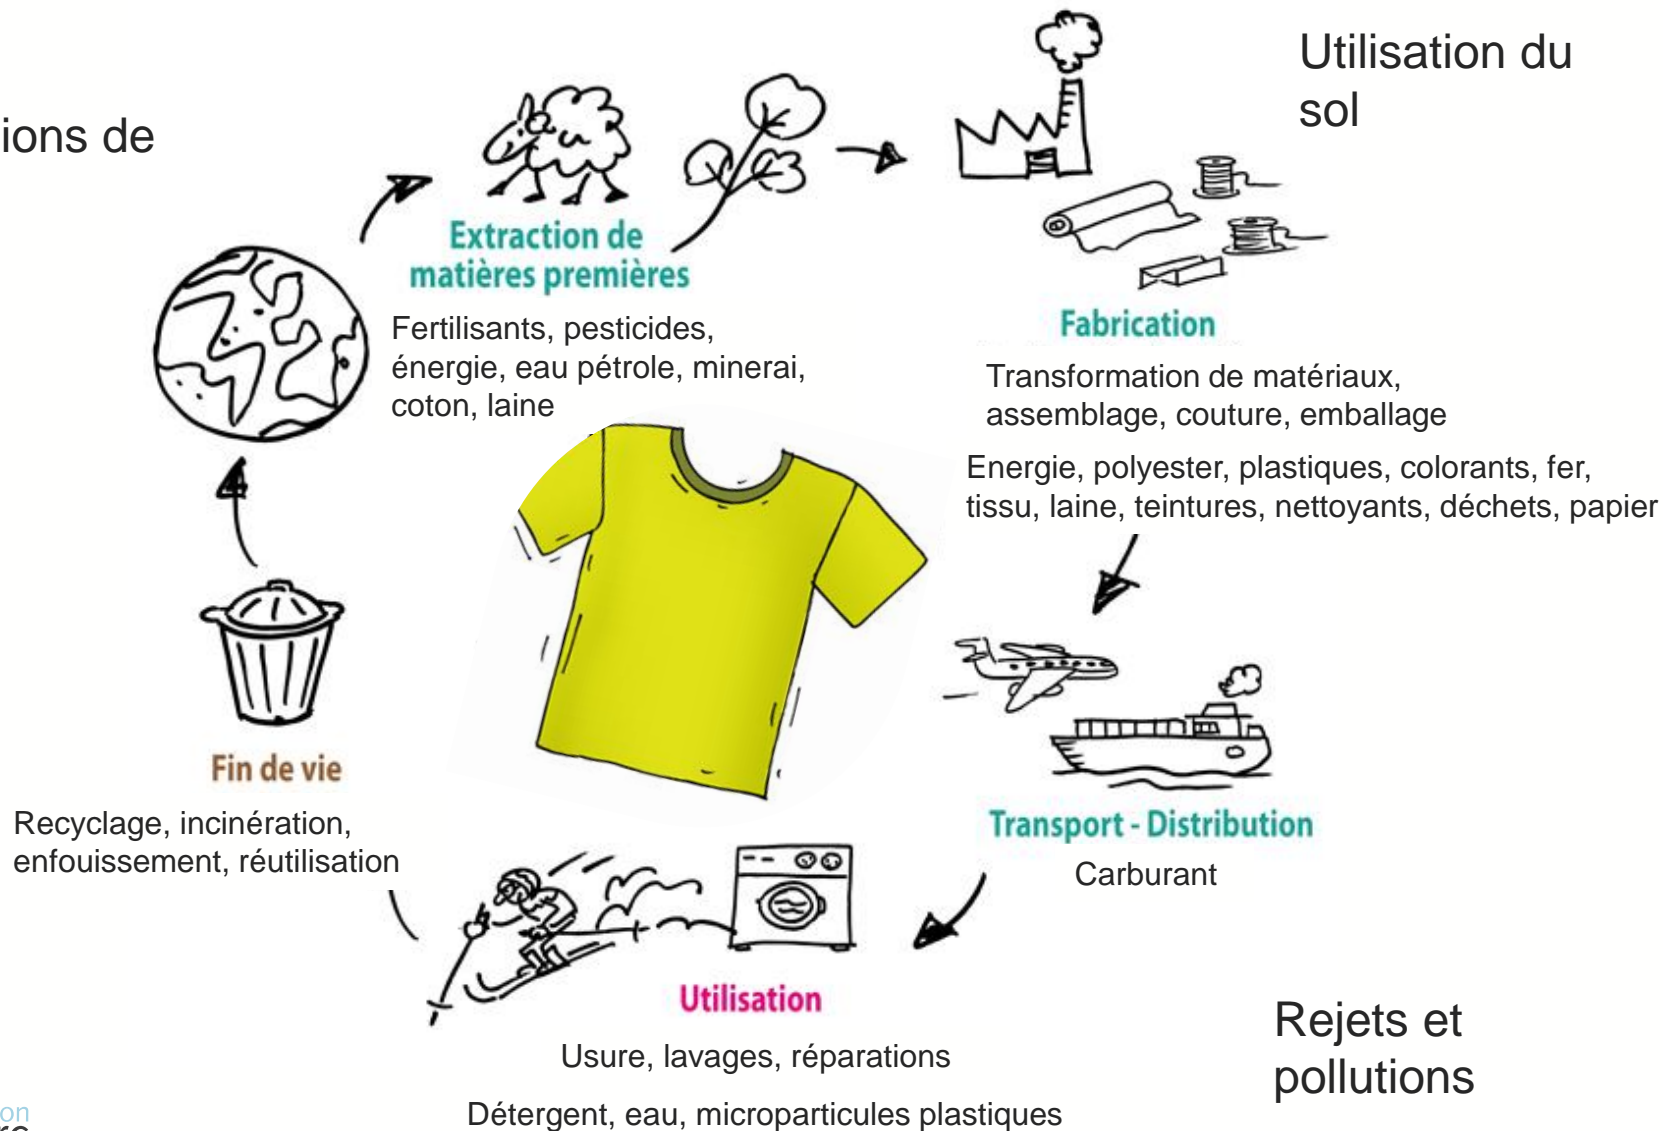 Utilisation du
sol
ions de
Extraction de
matières premières
Fertilisants, pesticides,
énergie, eau pétrole, minerai,
coton, laine
Fabrication
Transformation de matériaux,
assemblage, couture, emballage
Energie, polyester, plastiques, colorants, fer,
tissu, laine, teintures, nettoyants, déchets, papier
Transport - Distribution
Carburant
Fin de vie
Recyclage, incinération,
enfouissement, réutilisation
Utilisation
Usure, lavages, réparations
Détergent, eau, microparticules plastiques
Rejets et
pollutions
on